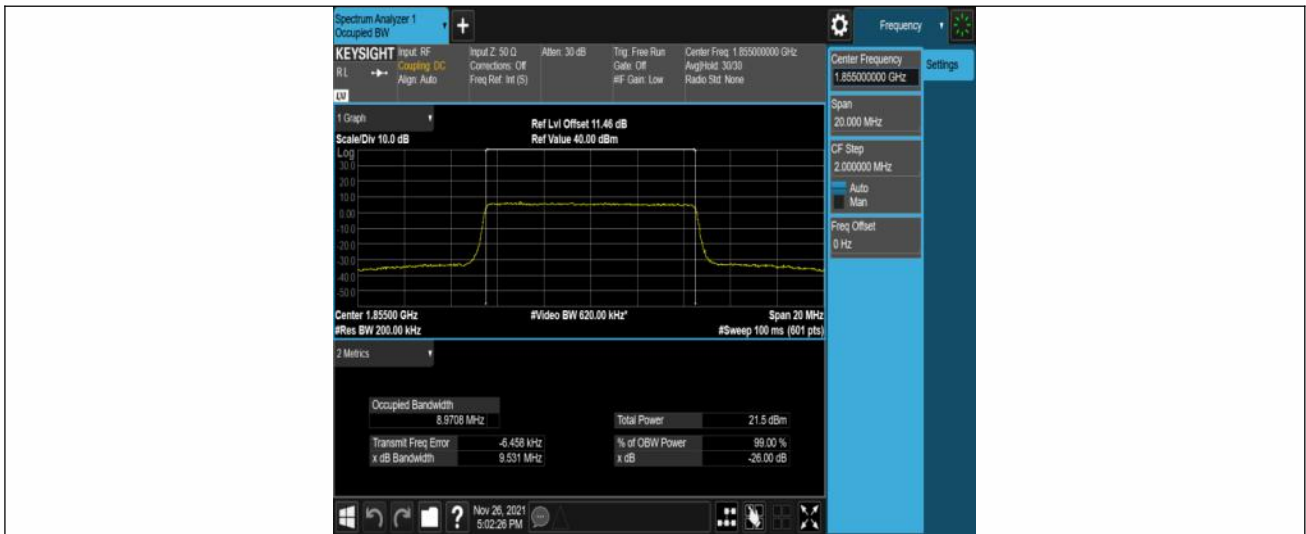 Spectrum Analyzer 1
Occupied BW
Frequency
KEYSIGHT
R L
LXI
Input: RF
Coupling: DC
Align: Auto
Input Z: 50 Ω
Corrections: Off
Freq Ref: Int (S)
Atten: 30 dB
Trig: Free Run
Gate: Off
#IF Gain: Low
Center Freq: 1.855000000 GHz
Avg|Hold: 30/30
Radio Std: None
Center Frequency
1.855000000 GHz
Settings
Span
20.000 MHz
CF Step
2.000000 MHz
Auto
Man
Freq Offset
0 Hz
1 Graph
Scale/Div 10.0 dB
Ref Lvl Offset 11.46 dB
Ref Value 40.00 dBm
Log
30.0
20.0
10.0
0.00
-10.0
-20.0
-30.0
-40.0
-50.0
Center 1.85500 GHz
#Video BW 620.00 kHz*
Span 20 MHz
#Res BW 200.00 kHz
#Sweep 100 ms (601 pts)
2 Metrics
Occupied Bandwidth
8.9708 MHz
Total Power 21.5 dBm
Transmit Freq Error -6.458 kHz
% of OBW Power 99.00 %
x dB Bandwidth 9.531 MHz
x dB -26.00 dB
?
Nov 26, 2021
5:02:26 PM